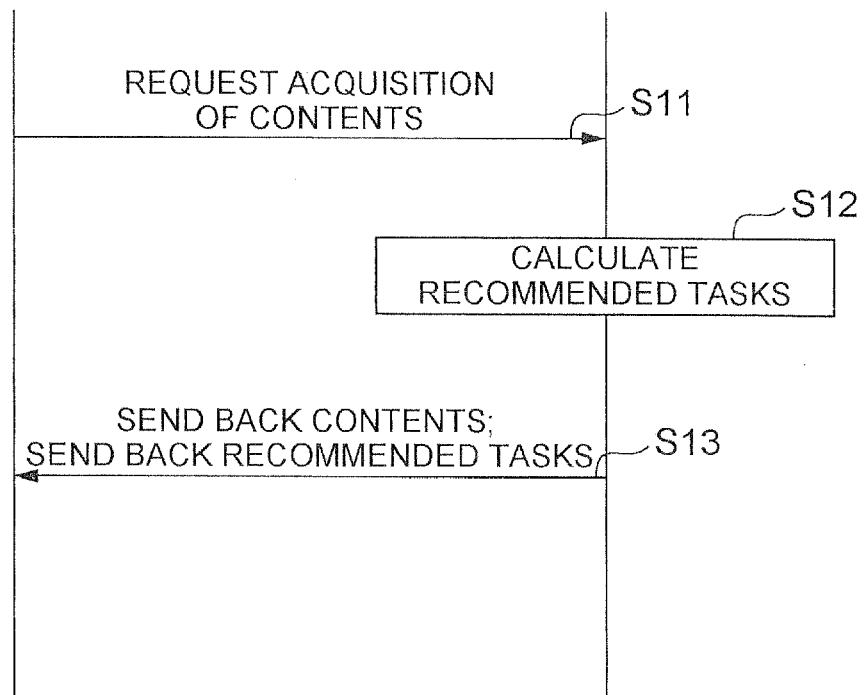 REQUEST ACQUISITION
OF CONTENTS
S11
S12
CALCULATE
RECOMMENDED TASKS
SEND BACK CONTENTS;
SEND BACK RECOMMENDED TASKS
S13